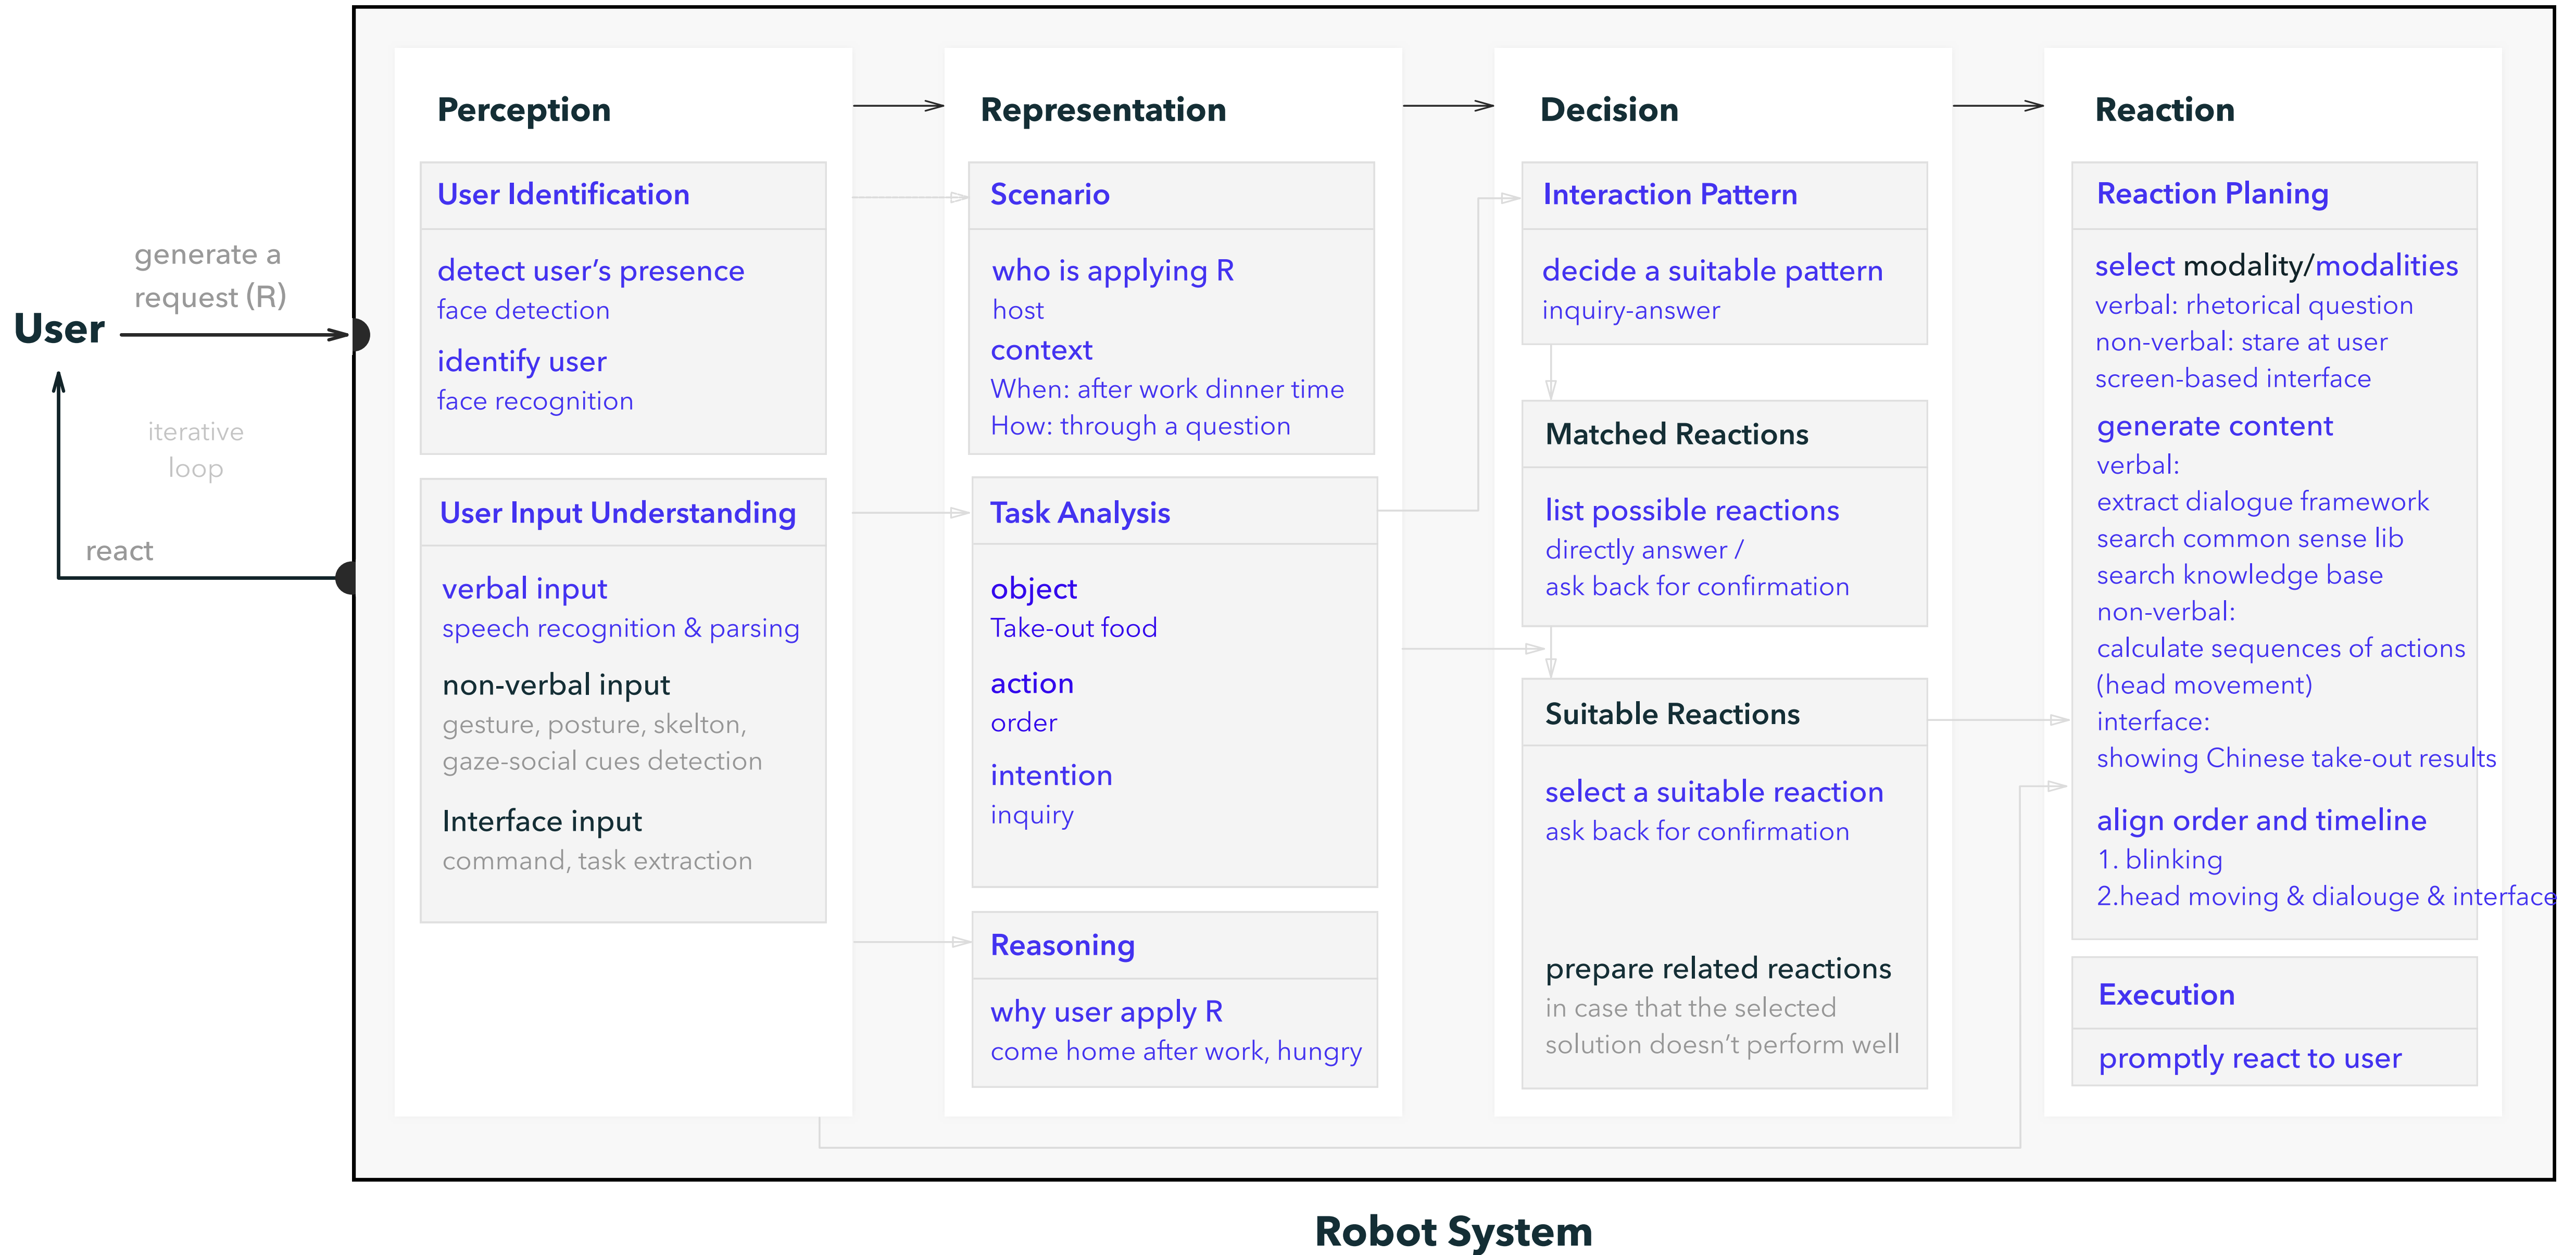 User
generate a
request (R)
iterative
loop
react
Perception
User Identification
detect user’s presence
face detection
identify user
face recognition
User Input Understanding
verbal input
speech recognition & parsing
non-verbal input
gesture, posture, skelton,
gaze-social cues detection
Interface input
command, task extraction
Representation
Scenario
who is applying R
host
context
When: after work dinner time
How: through a question
Task Analysis
object
Take-out food
action
order
intention
inquiry
Reasoning
why user apply R
come home after work, hungry
Decision
Interaction Pattern
decide a suitable pattern
inquiry-answer
Matched Reactions
list possible reactions
directly answer /
ask back for confirmation
Suitable Reactions
select a suitable reaction
ask back for confirmation
prepare related reactions
in case that the selected
solution doesn’t perform well
Reaction
Reaction Planing
select modality/modalities
verbal: rhetorical question
non-verbal: stare at user
screen-based interface
generate content
verbal:
extract dialogue framework
search common sense lib
search knowledge base
non-verbal:
calculate sequences of actions
(head movement)
interface:
showing Chinese take-out results
align order and timeline
1. blinking
2.head moving & dialouge & interface
Execution
promptly react to user
Robot System